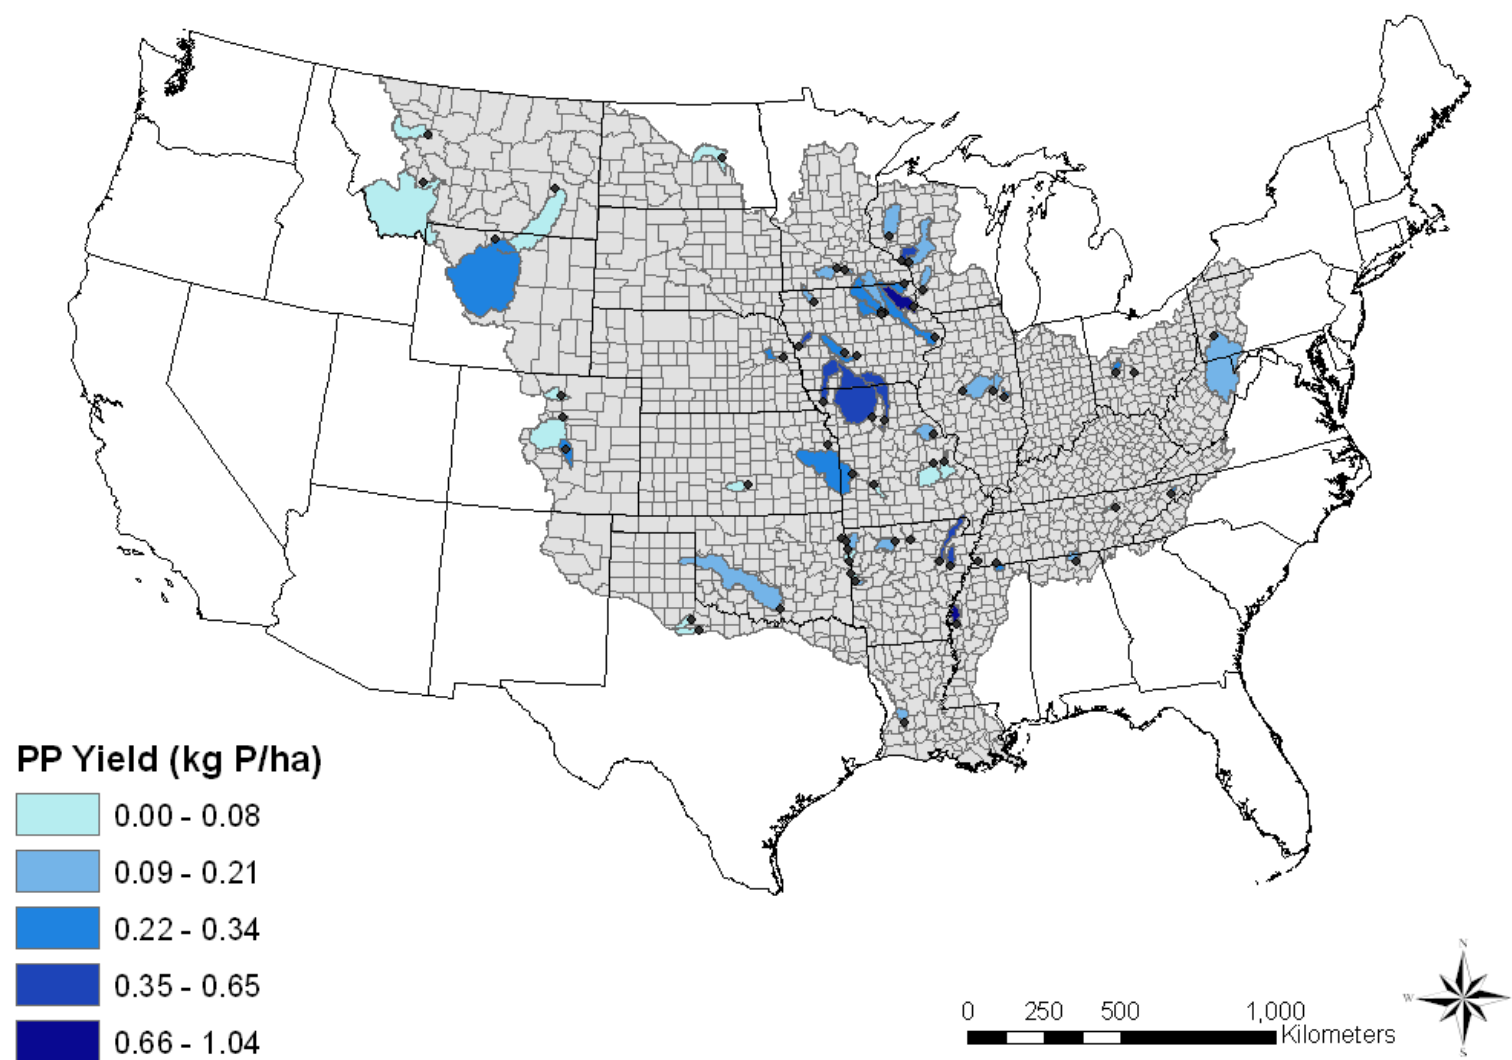 PP Yield (kg P/ha)
0.00 - 0.08
0.09 - 0.21
0.22 - 0.34
0.35 - 0.65
0.66 - 1.04
N
W
S
0 250 500 1,000
Kilometers